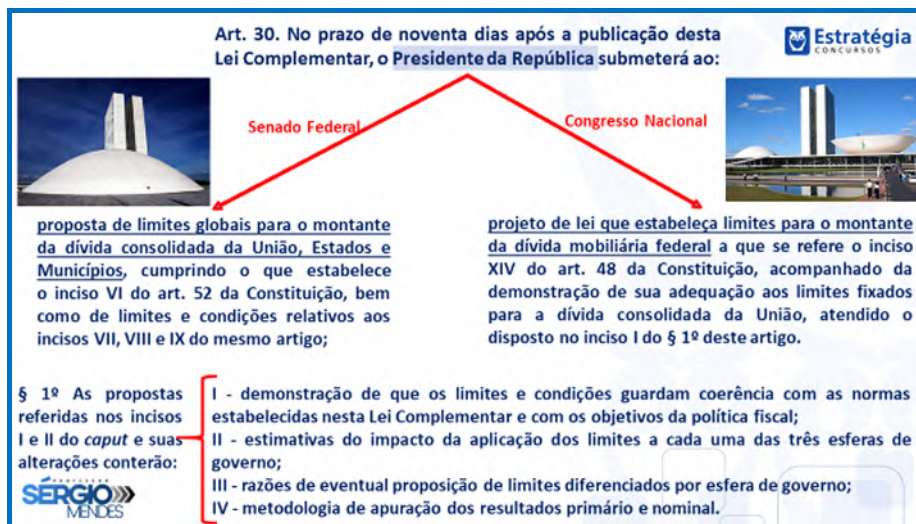 Art. 30. No prazo de noventa dias após a publicação desta
Lei Complementar, o Presidente da República submeterá ao:
Estratégia
CONCURSOS
Senado Federal
Congresso Nacional
proposta de limites globais para o montante
da dívida consolidada da União, Estados e
Municípios, cumprindo o que estabelece
o inciso VI do art. 52 da Constituição, bem
como de limites e condições relativos aos
incisos VII, VIII e IX do mesmo artigo;
projeto de lei que estabeleça limites para o montante
da dívida mobiliária federal a que se refere o inciso
XIV do art. 48 da Constituição, acompanhado da
demonstração de sua adequação aos limites fixados
para a dívida consolidada da União, atendido o
disposto no inciso I do § 1º deste artigo.
§ 1º As propostas
referidas nos incisos
I e II do caput e suas
alterações conterão:
I - demonstração de que os limites e condições guardam coerência com as normas
estabelecidas nesta Lei Complementar e com os objetivos da política fiscal;
II - estimativas do impacto da aplicação dos limites a cada uma das três esferas de
governo;
III - razões de eventual proposição de limites diferenciados por esfera de governo;
IV - metodologia de apuração dos resultados primário e nominal.
PROFESSOR
SÉRGIO
MENDES